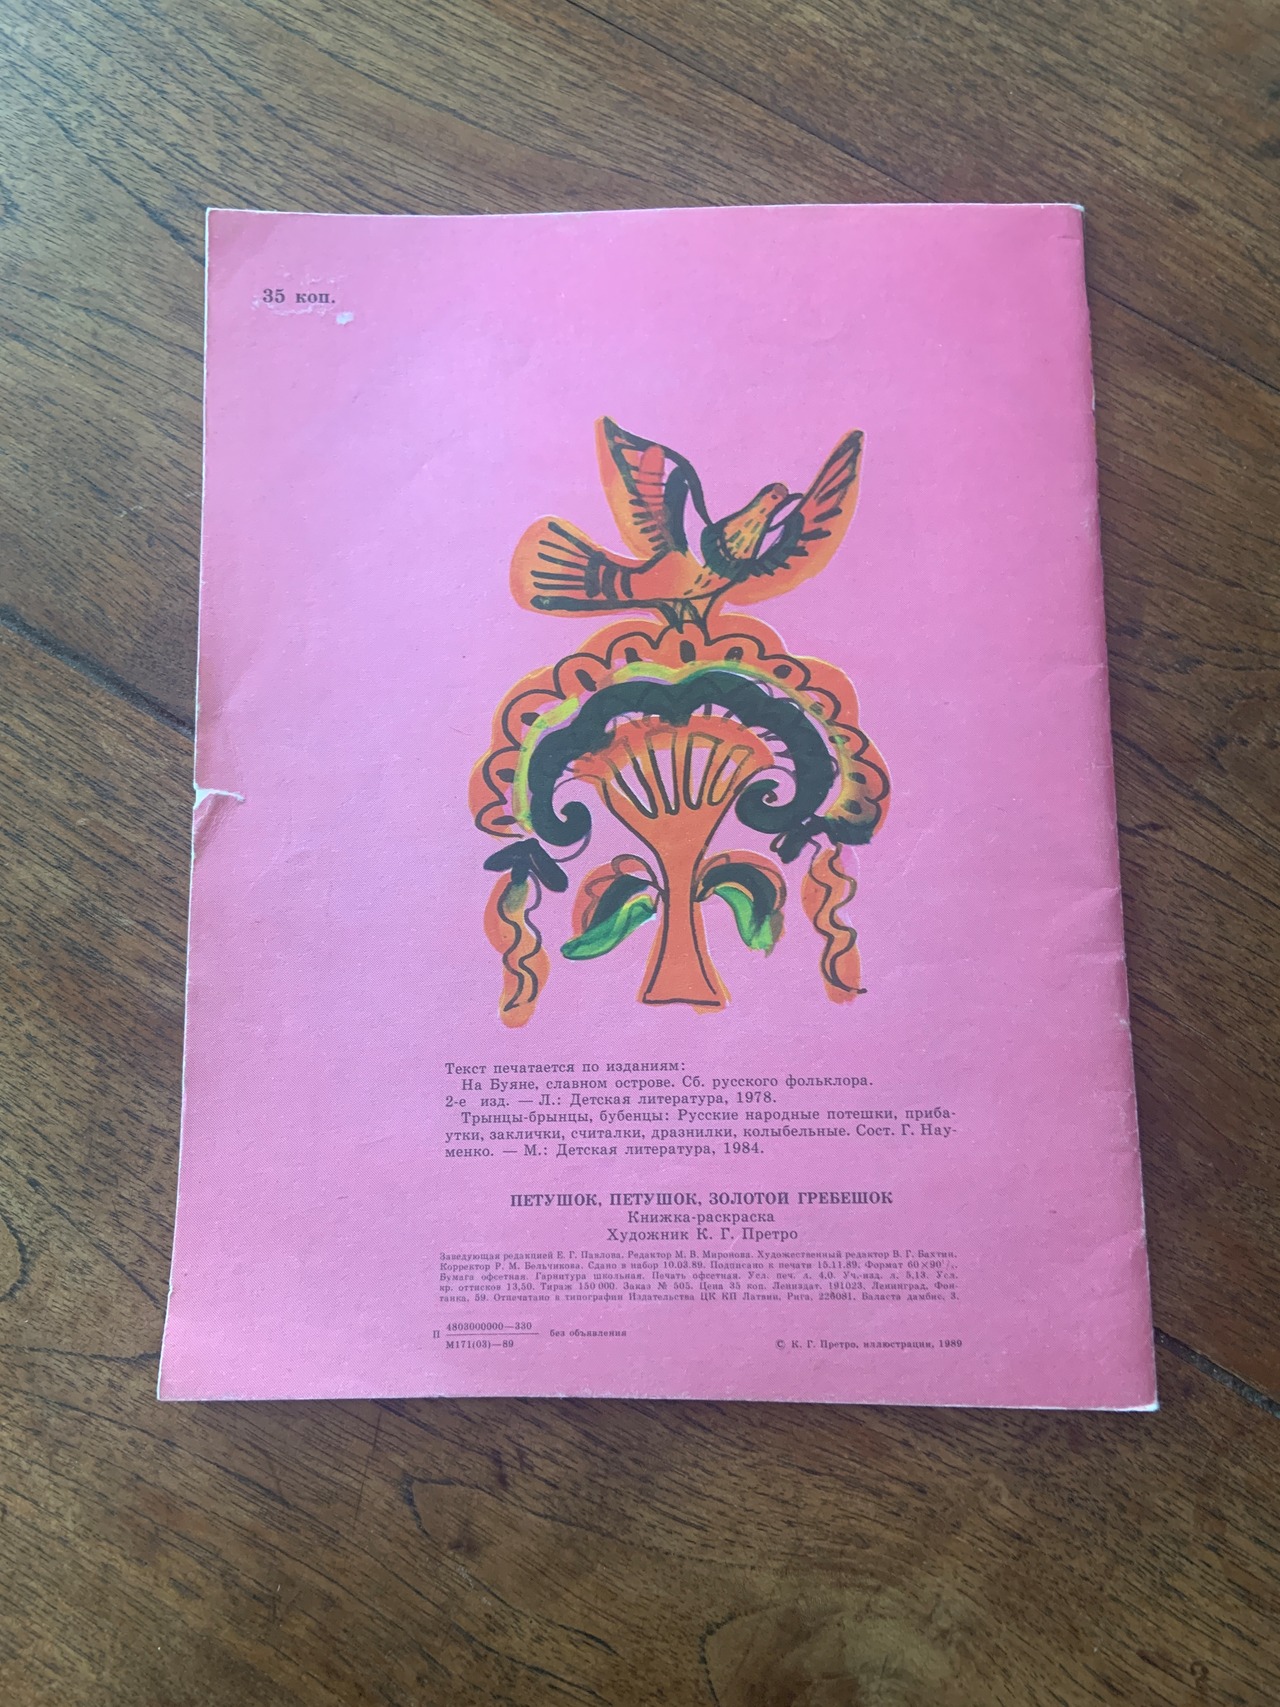 35 коп.
Текст печатается по изданиям:
На Буяне, славном острове. Сб. русского фольклора.
2-е изд. — Л.: Детская литература, 1978.
Трынцы-брынцы, бубенцы: Русские народные потешки, приба-
утки, заклички, считалки, дразнилки, колыбельные. Сост. Г. Нау-
менко. — М.: Детская литература, 1984.
ПЕТУШОК, ПЕТУШОК, ЗОЛОТОЙ ГРЕБЕШОК
Книжка-раскраска
Художник К. Г. Претро
Заведующая редакцией Е. Г. Павлова. Редактор М. В. Миронова. Художественный редактор В. Г. Бахтин.
Корректор Р. М. Бельчикова. Сдано в набор 10.03.89. Подписано к печати 15.11.89. Формат 60×90
Бумага офсетная. Гарнитура школьная. Печать офсетная. Усл. печ. л. 4,0. Уч.-изд. л. 5,13. Усл.
кр. оттисков 13,50. Тираж 150 000. Заказ № 505. Цена 35 коп. Лениздат, 191023, Ленинград, Фон-
танка, 59. Отпечатано в типографии Издательства ЦК КП Латвии, Рига, 226081, Баласта дамбис, 3.
П 4803000000—330 без объявления
М171(03)—89
© К. Г. Претро, иллюстрации, 1989